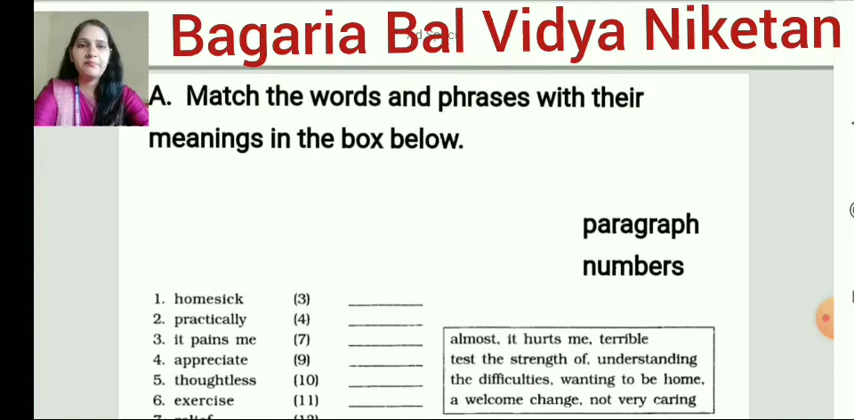 Bagaria Bal Vidya Niketan
A. Match the words and phrases with their
meanings in the box below.
paragraph
numbers
1. homesick (3)
2. practically (4)
3. it pains me (7)
4. appreciate (9)
5. thoughtless (10)
6. exercise (11)
almost, it hurts me, terrible
test the strength of, understanding
the difficulties, wanting to be home,
a welcome change, not very caring